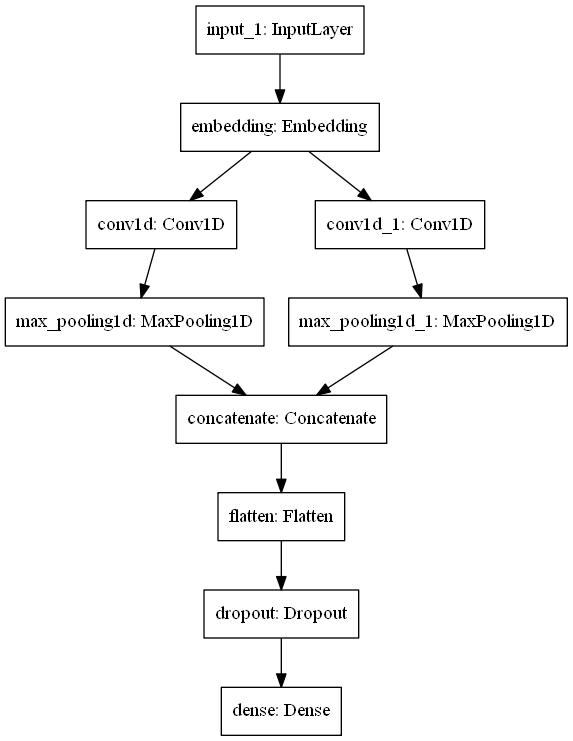 input_1: InputLayer
embedding: Embedding
conv1d: Conv1D
conv1d_1: Conv1D
max_pooling1d: MaxPooling1D
max_pooling1d_1: MaxPooling1D
concatenate: Concatenate
flatten: Flatten
dropout: Dropout
dense: Dense